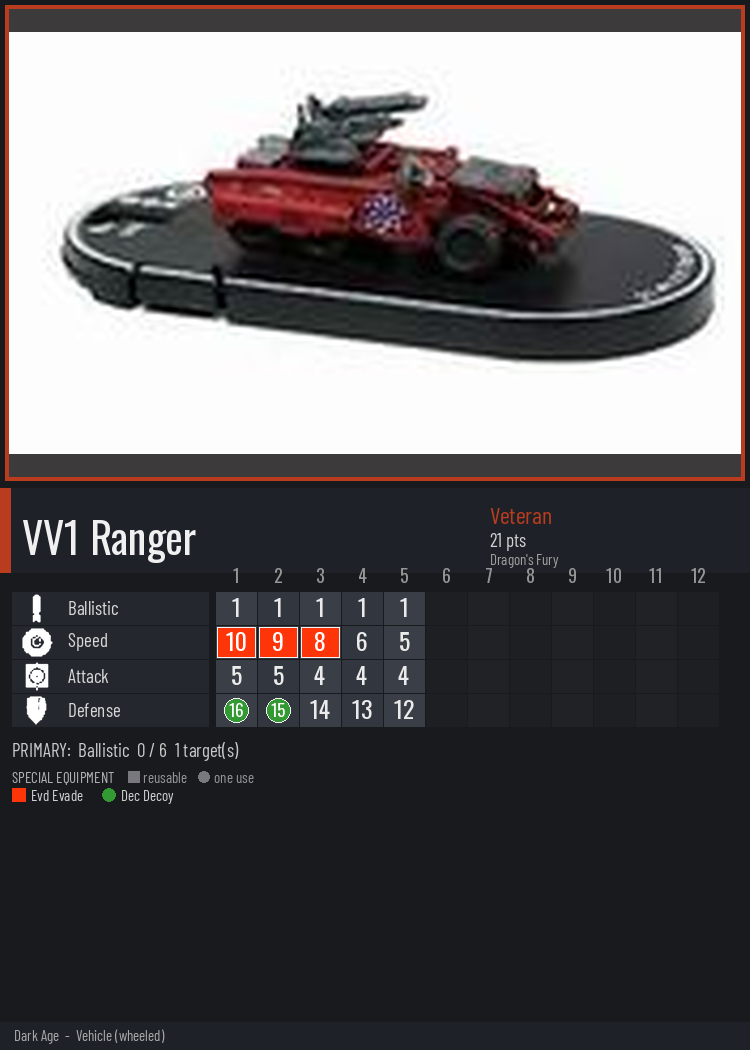 VV1 Ranger
Veteran
21 pts
Dragon's Fury
1 2 3 4 5 6 7 8 9 10 11 12
Ballistic 1 1 1 1 1
Speed 10 9 8 6 5
Attack 5 5 4 4 4
Defense 16 15 14 13 12
PRIMARY: Ballistic 0 / 6 1 target(s)
SPECIAL EQUIPMENT reusable one use
Evd Evade Dec Decoy
Dark Age - Vehicle (wheeled)